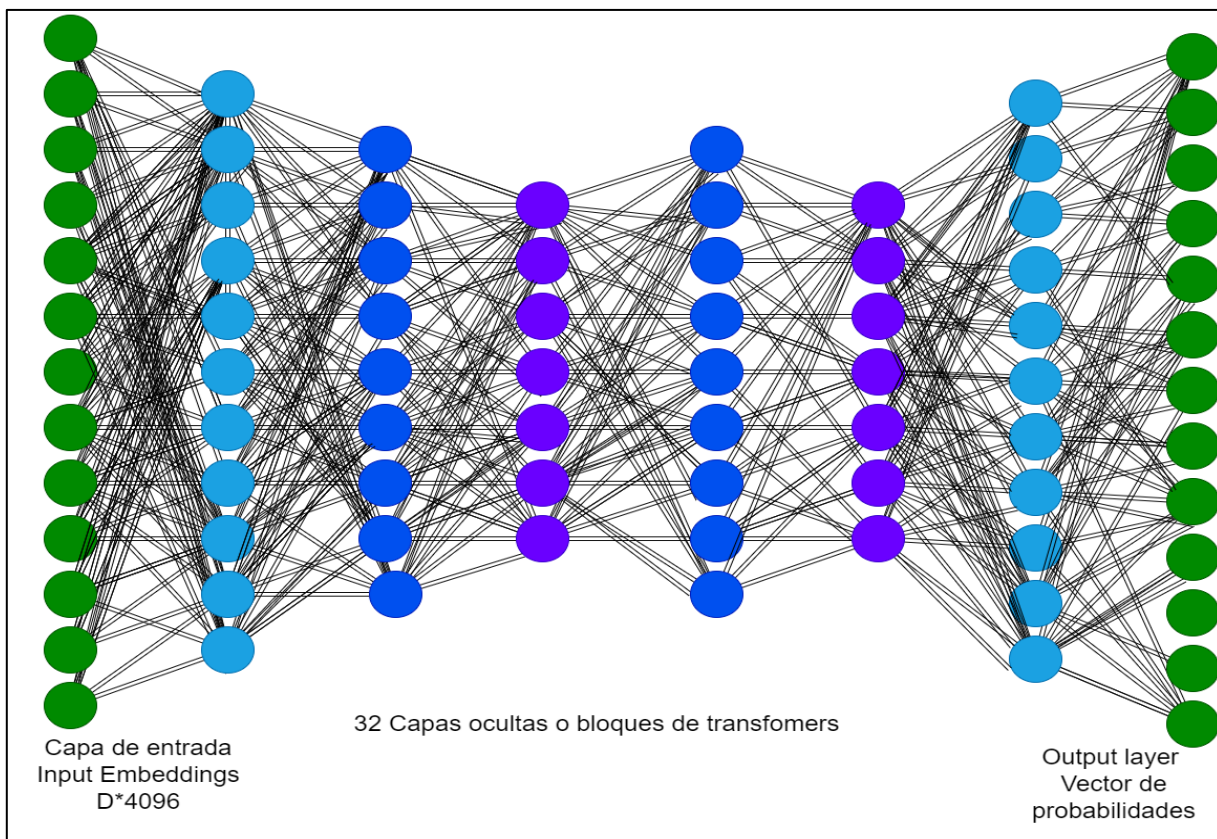 32 Capas ocultas o bloques de transfomers
Capa de entrada
Input Embeddings
D*4096
Output layer
Vector de
probabilidades